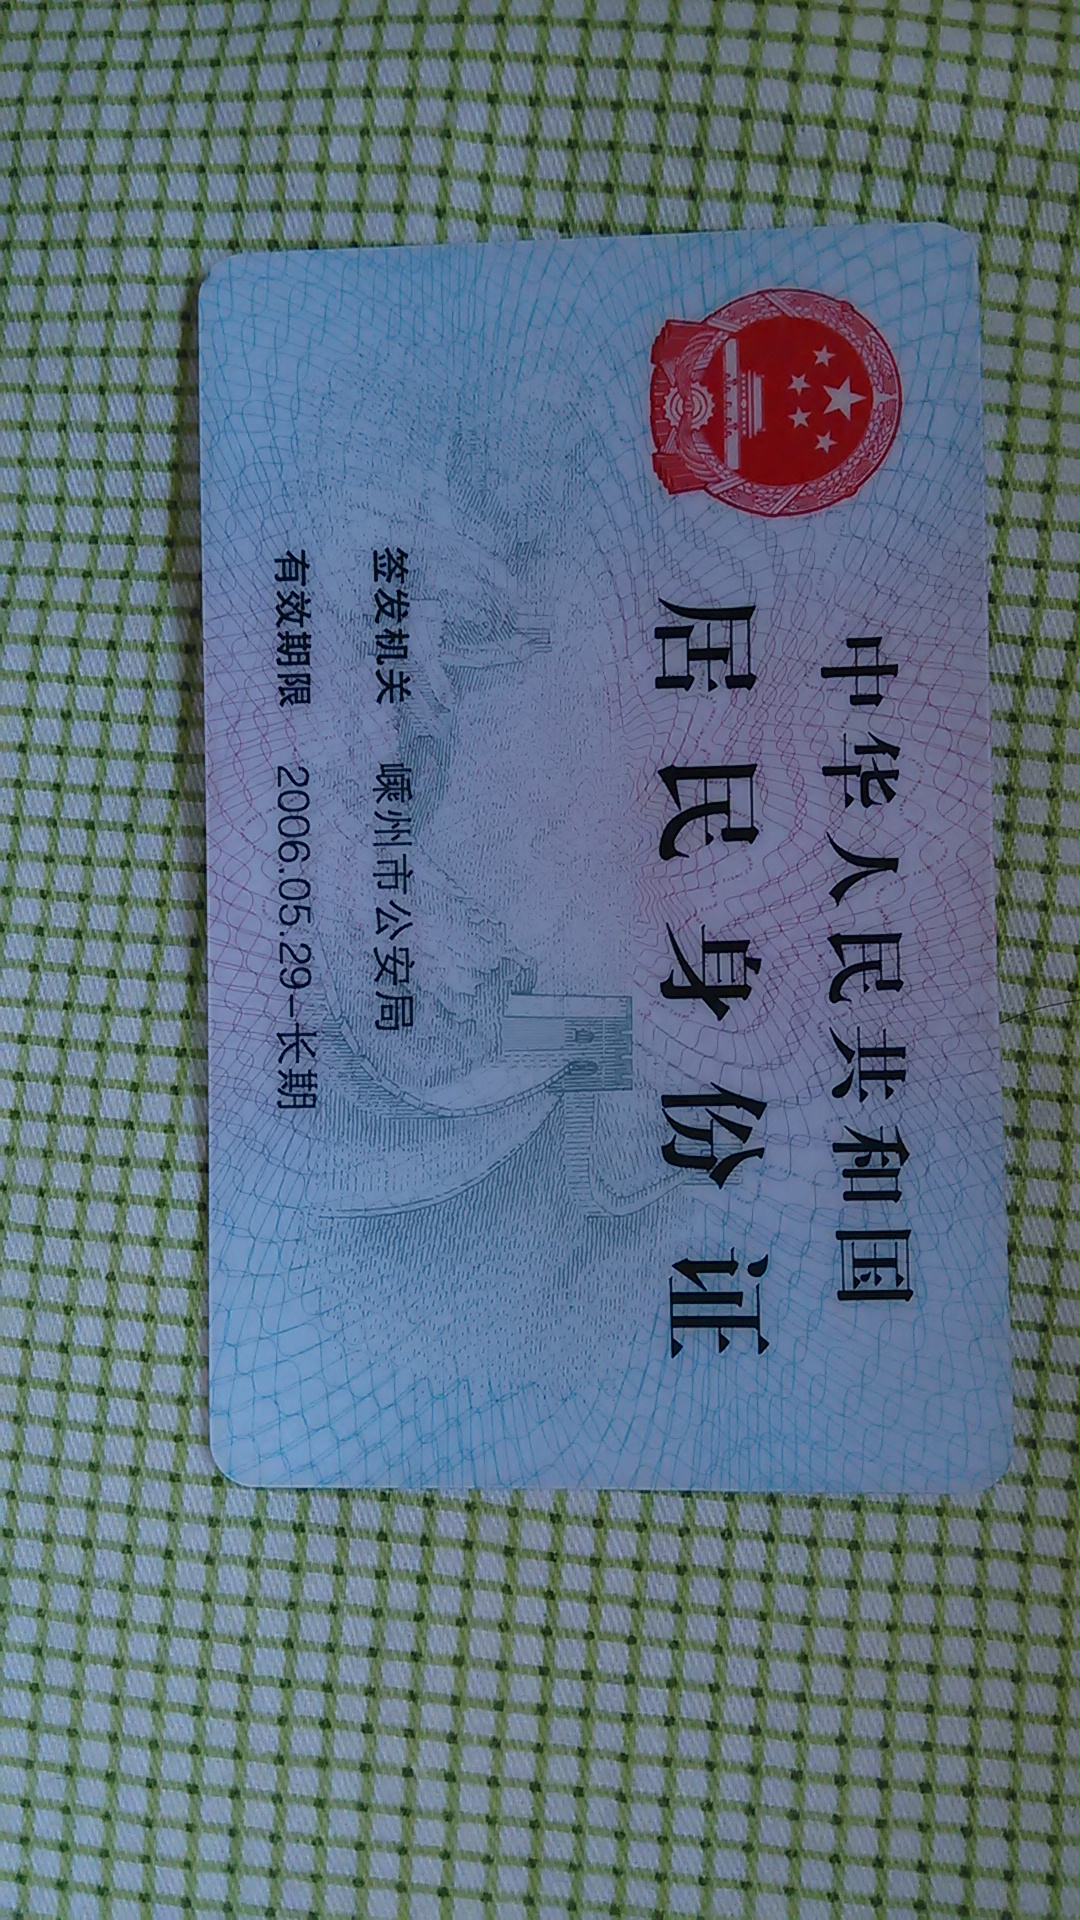 中华人民共和国
居民身份证
签发机关 嵊州市公安局
有效期限 2006.05.29-长期